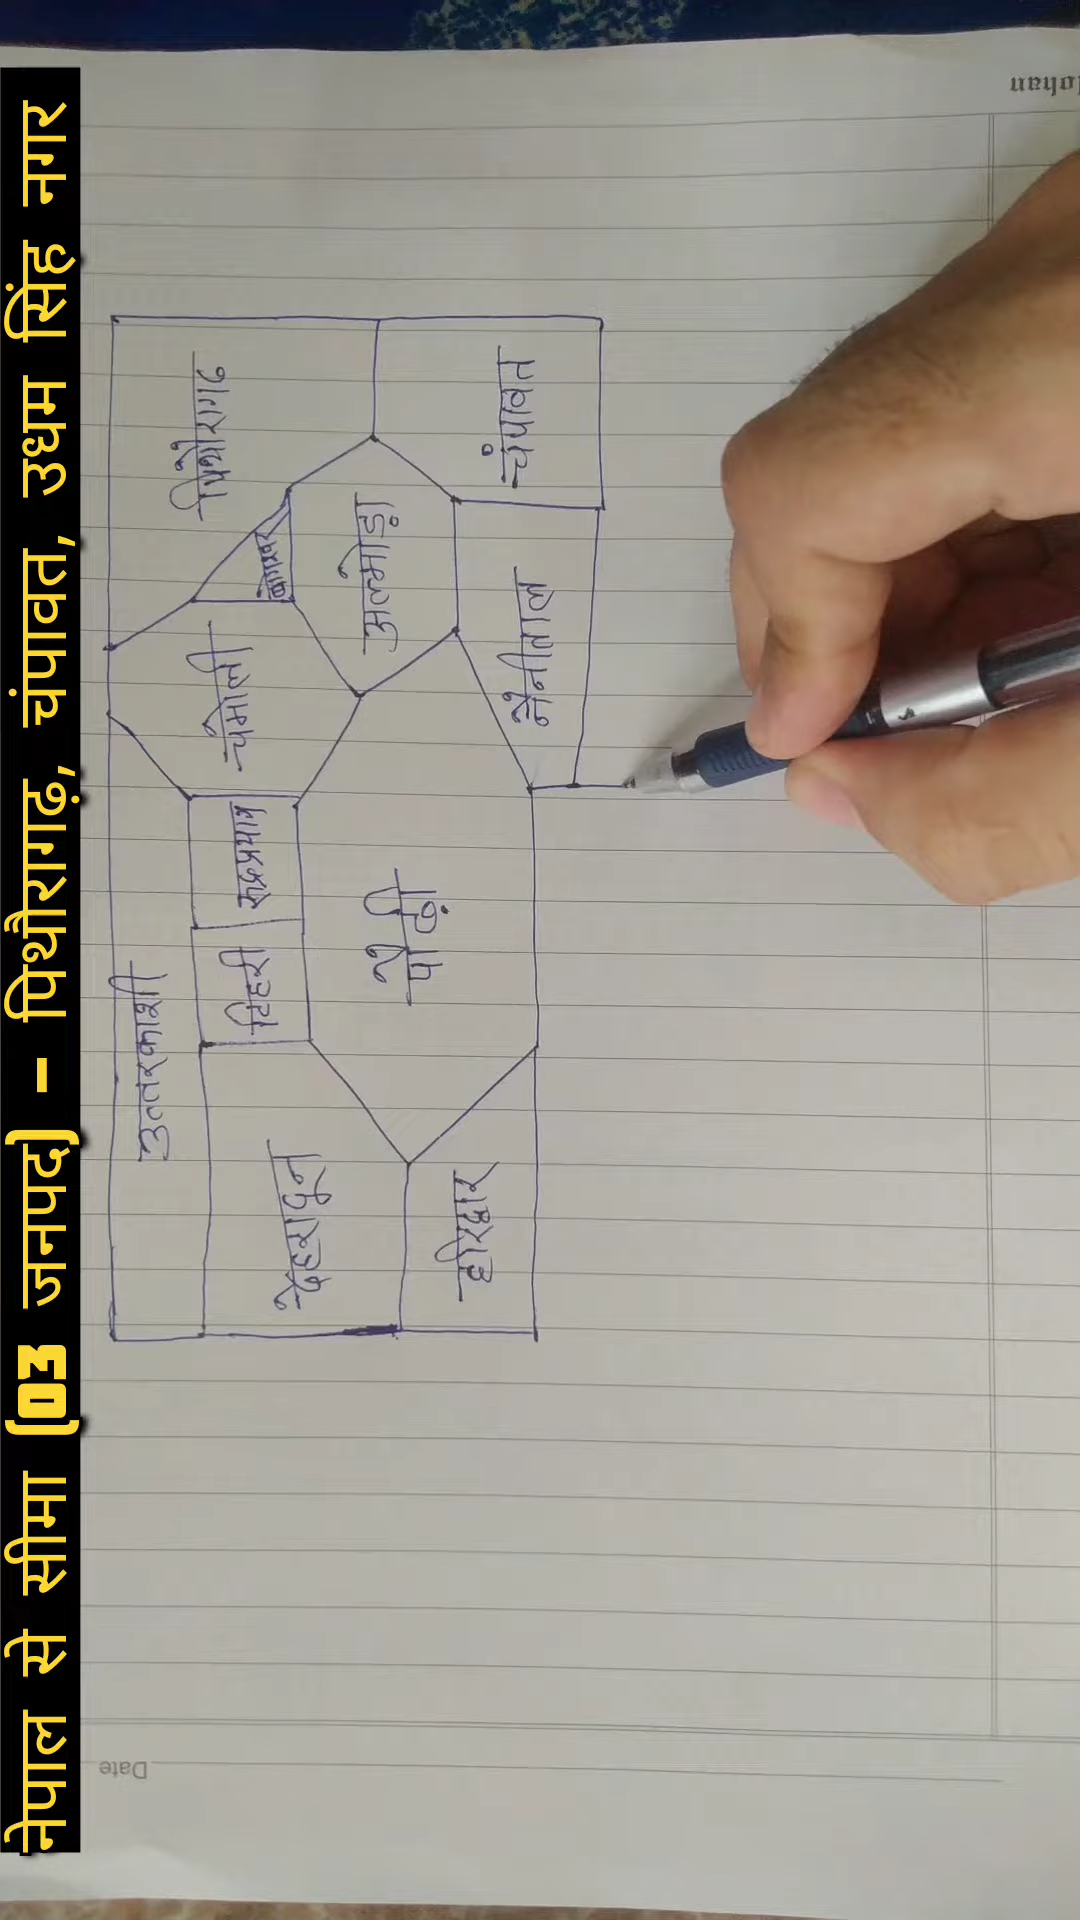 नेपाल से सीमा (03 जनपद) - पिथौरागढ़, चंपावत, उधम सिंह नगर
उत्तरकाशी
चमोली
पिथौरागढ
देहरादून
टिहरी
रुद्रप्रयाग
बागेश्वर
अल्मोड़ा
हरिद्वार
पौड़ी
नैनीताल
चंपावत
Date